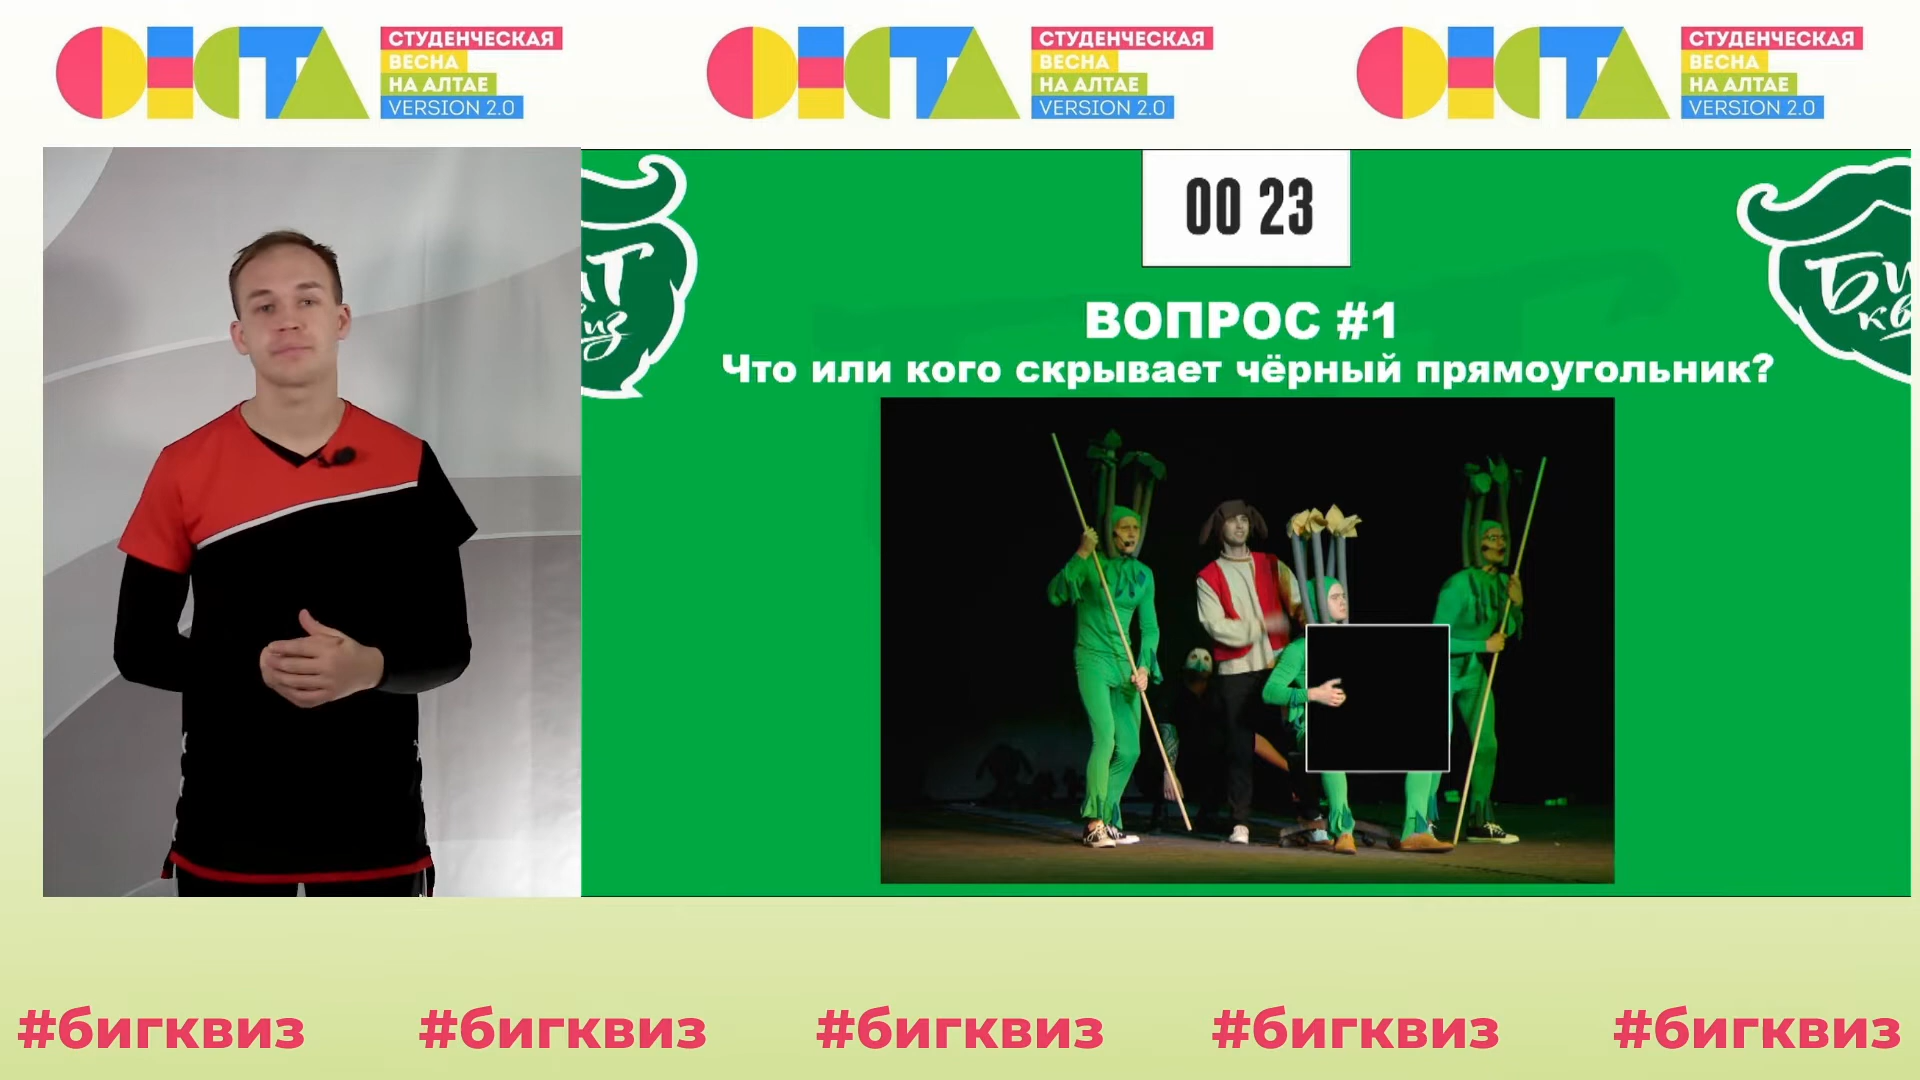 СТУДЕНЧЕСКАЯ
ВЕСНА
НА АЛТАЕ
VERSION 2.0
СТУДЕНЧЕСКАЯ
ВЕСНА
НА АЛТАЕ
VERSION 2.0
СТУДЕНЧЕСКАЯ
ВЕСНА
НА АЛТАЕ
VERSION 2.0
00 23
ВОПРОС #1
Что или кого скрывает чёрный прямоугольник?
#бигквиз #бигквиз #бигквиз #бигквиз #бигквиз